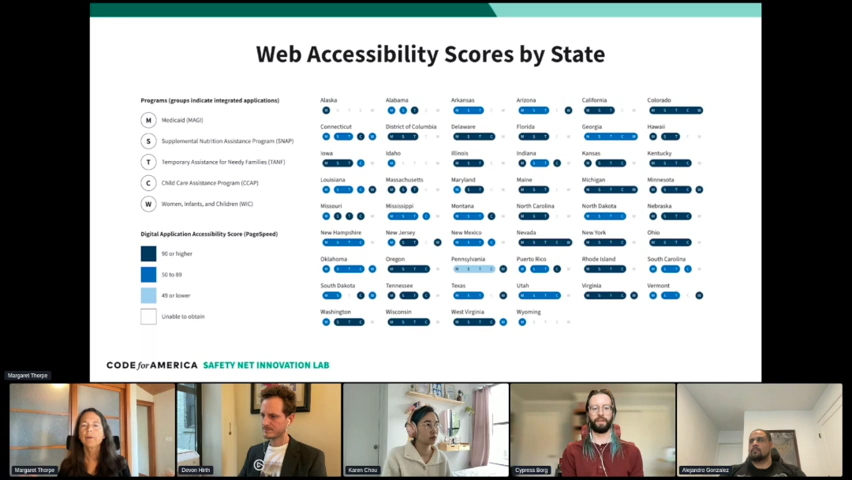 Web Accessibility Scores by State
Programs (groups indicate integrated applications)
M Medicaid (MAGI)
S Supplemental Nutrition Assistance Program (SNAP)
T Temporary Assistance for Needy Families (TANF)
C Child Care Assistance Program (CCAP)
W Women, Infants, and Children (WIC)
Digital Application Accessibility Score (PageSpeed)
90 or higher
50 to 89
49 or lower
Unable to obtain
Alaska Alabama Arkansas Arizona California Colorado
Connecticut District of Columbia Delaware Florida Georgia Hawaii
Iowa Idaho Illinois Indiana Kansas Kentucky
Louisiana Massachusetts Maryland Maine Michigan Minnesota
Missouri Mississippi Montana North Carolina North Dakota Nebraska
New Hampshire New Jersey New Mexico Nevada New York Ohio
Oklahoma Oregon Pennsylvania Puerto Rico Rhode Island South Carolina
South Dakota Tennessee Texas Utah Virginia Vermont
Washington Wisconsin West Virginia Wyoming
CODE for AMERICA SAFETY NET INNOVATION LAB
Margaret Thorpe
Margaret Thorpe
Devon Hirth
Karen Chau
Cypress Borg
Alejandro Gonzalez